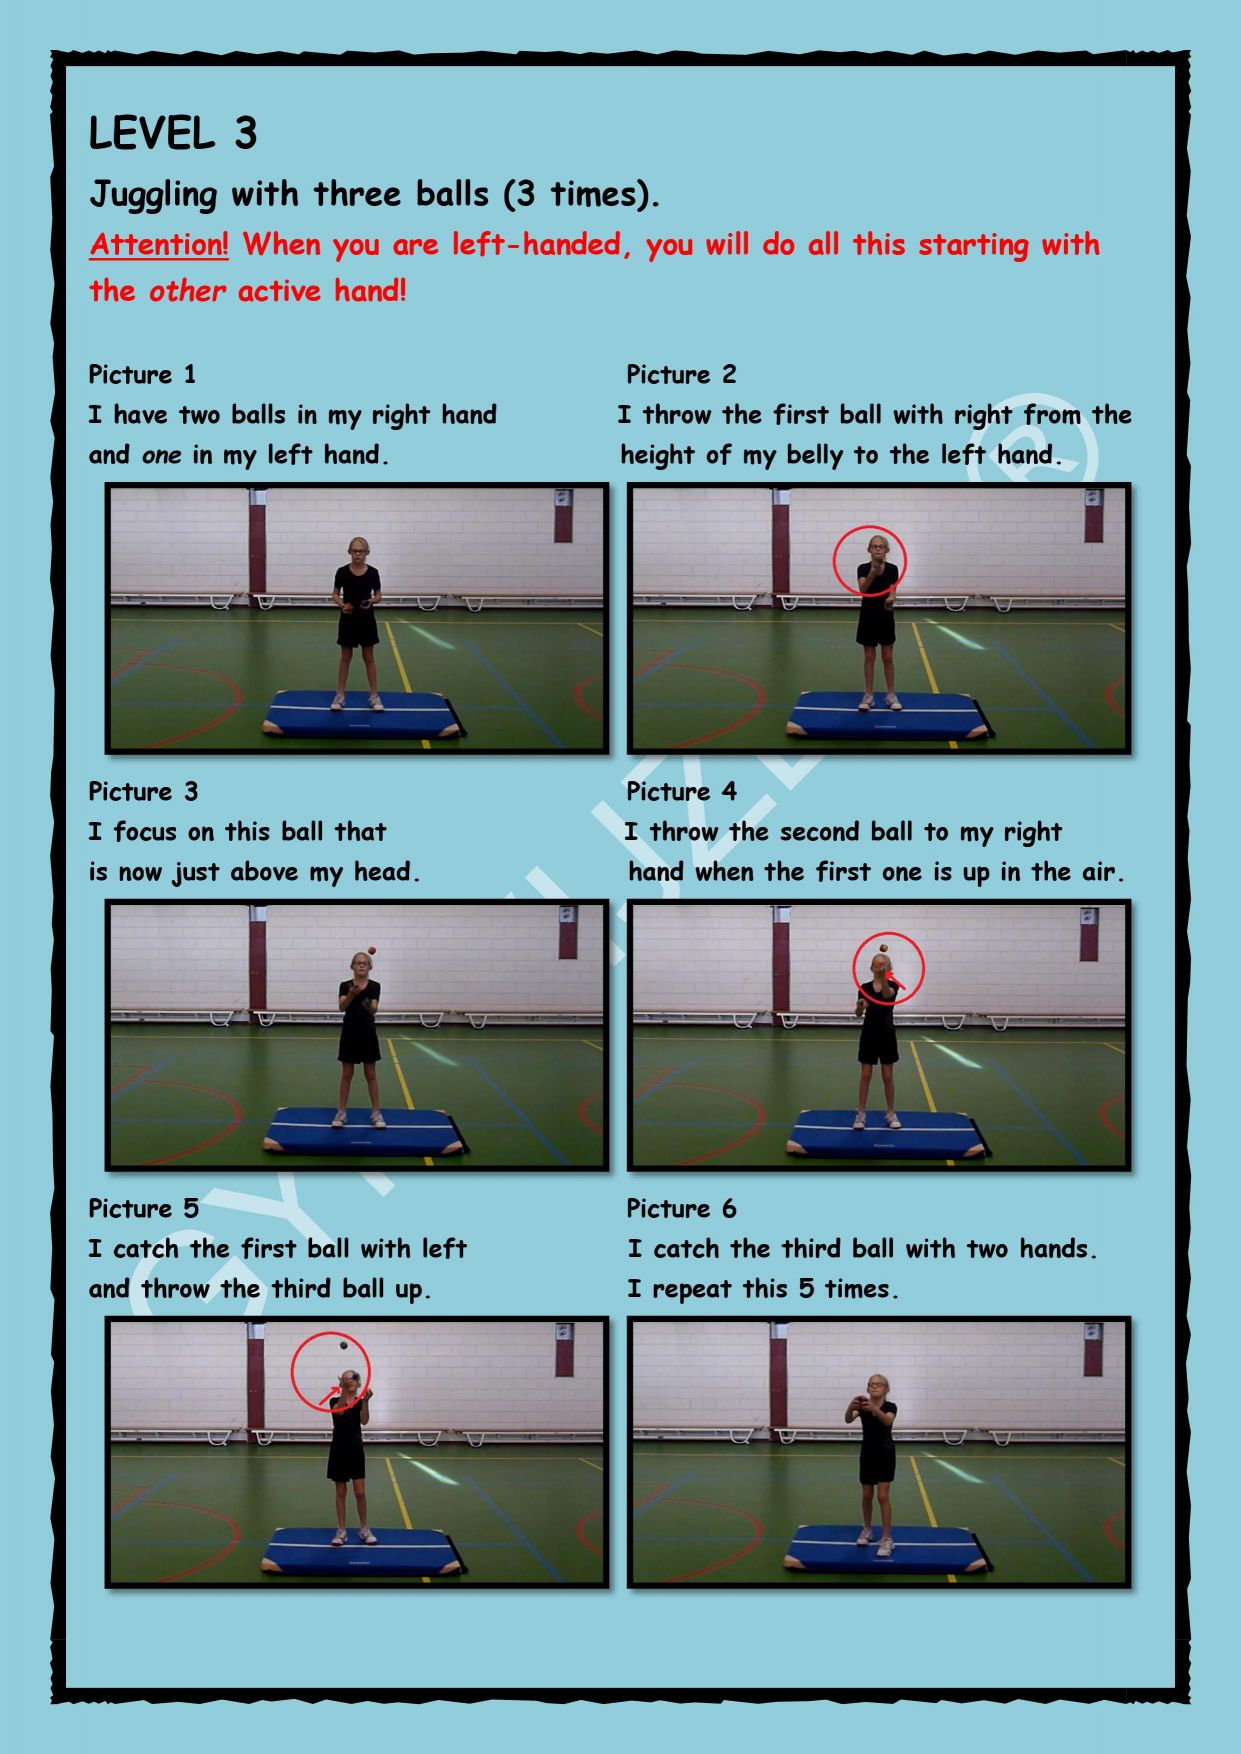 LEVEL 3
Juggling with three balls (3 times).
Attention! When you are left-handed, you will do all this starting with
the other active hand!
Picture 1
I have two balls in my right hand
and one in my left hand.
Picture 2
I throw the first ball with right from the
height of my belly to the left hand.
Picture 3
I focus on this ball that
is now just above my head.
Picture 4
I throw the second ball to my right
hand when the first one is up in the air.
Picture 5
I catch the first ball with left
and throw the third ball up.
Picture 6
I catch the third ball with two hands.
I repeat this 5 times.